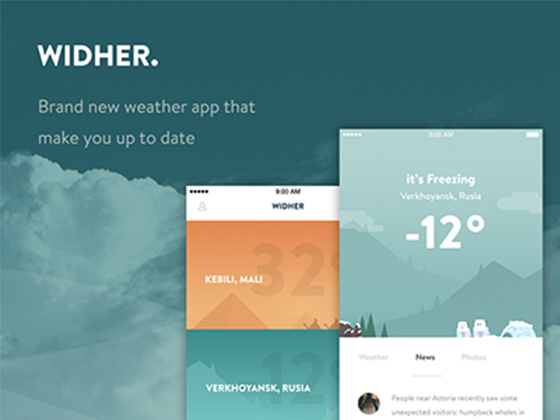 WIDHER.
Brand new weather app that
make you up to date
9:00 AM
WIDHER
32°
KEBILI, MALI
12°
VERKHOYANSK, RUSIA
9:00 AM
it's Freezing
Verkhoyansk, Rusia
-12°
Weather News Photos
People near Astoria recently saw some
unexpected visitors: humpback whales in